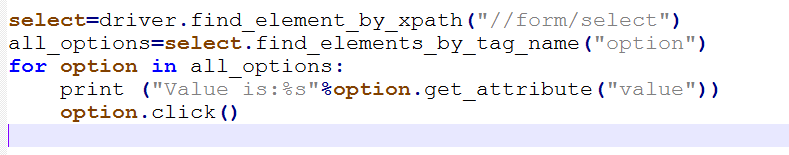 select=driver.find_element_by_xpath("//form/select")
all_options=select.find_elements_by_tag_name("option")
for option in all_options:
    print ("Value is:%s"%option.get_attribute("value"))
    option.click()